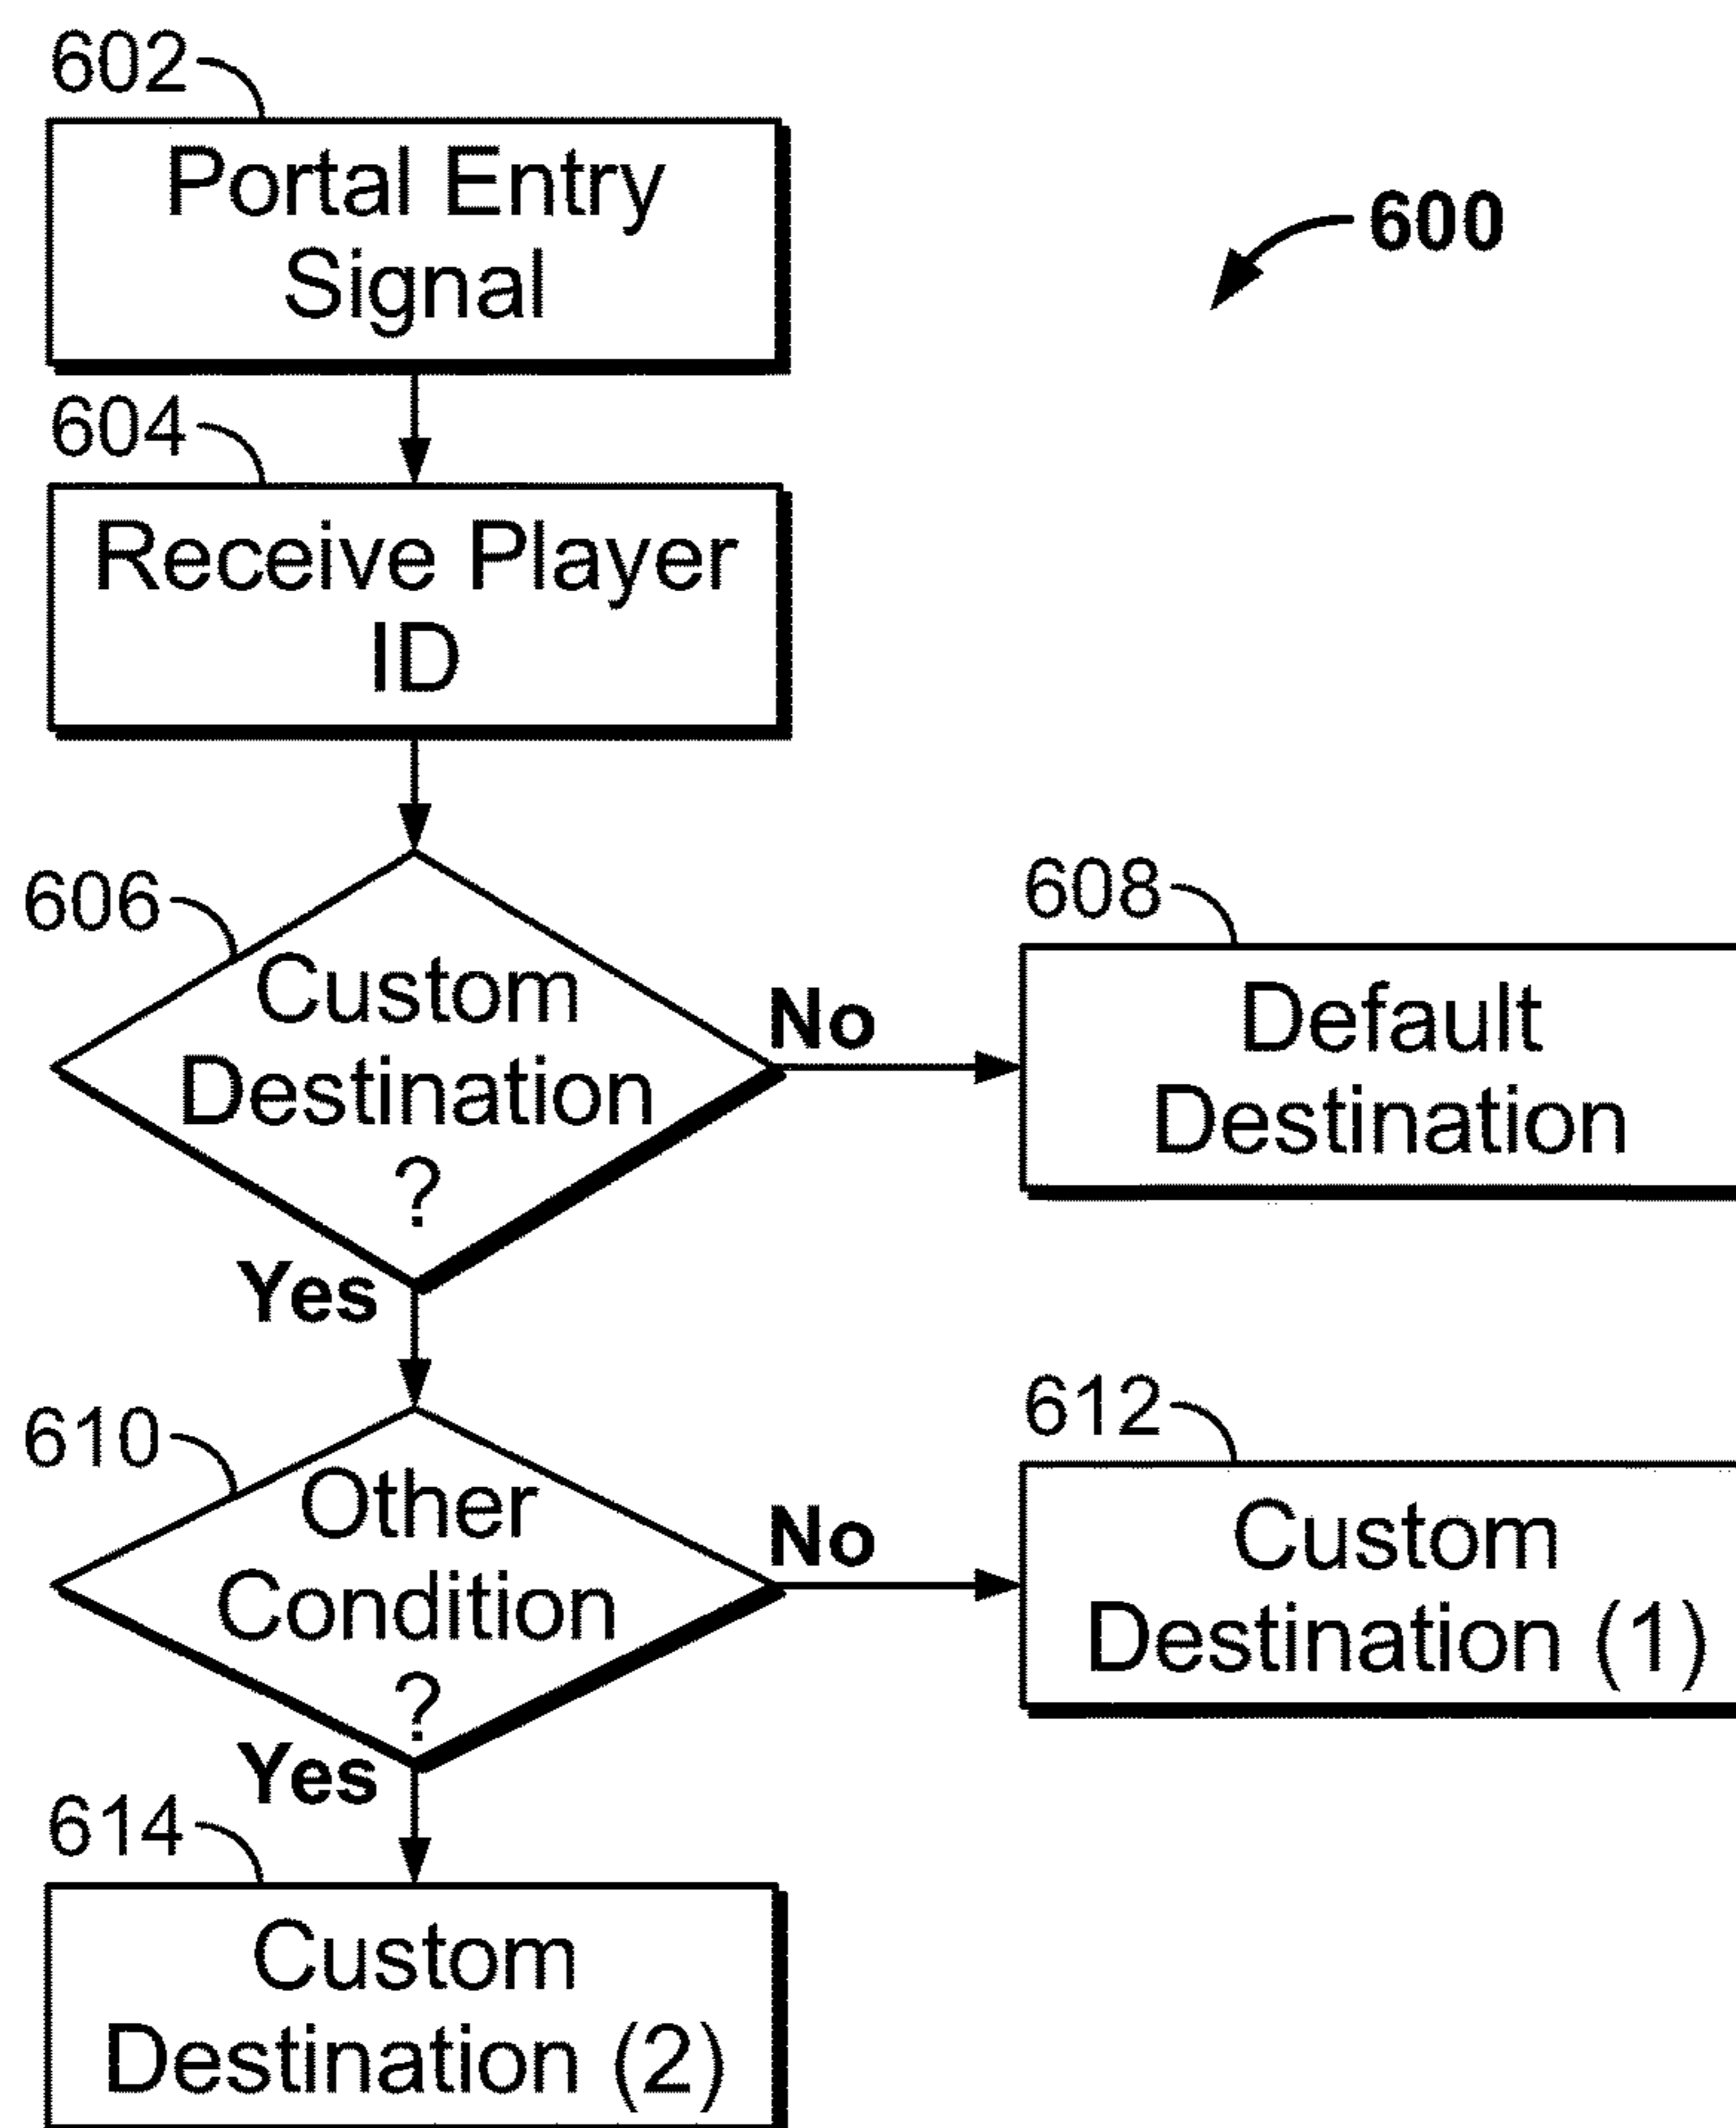 602
Portal Entry
Signal
600
604
Receive Player
ID
606
Custom
Destination
?
No
608
Default
Destination
Yes
610
Other
Condition
?
No
612
Custom
Destination (1)
Yes
614
Custom
Destination (2)